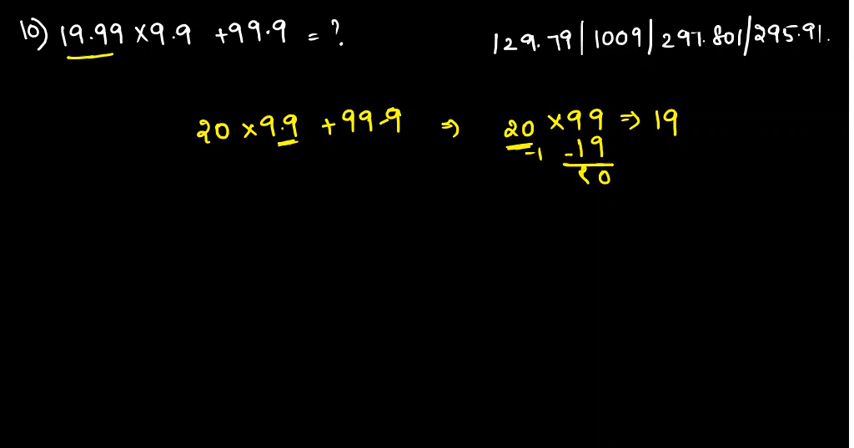 10) 19.99 × 9.9 + 99.9 = ? 129.79 | 1009 | 297.801 | 295.91.
20 × 9.9 + 99.9 ⇒ 20 × 99 ⇒ 19
-1 -19
80